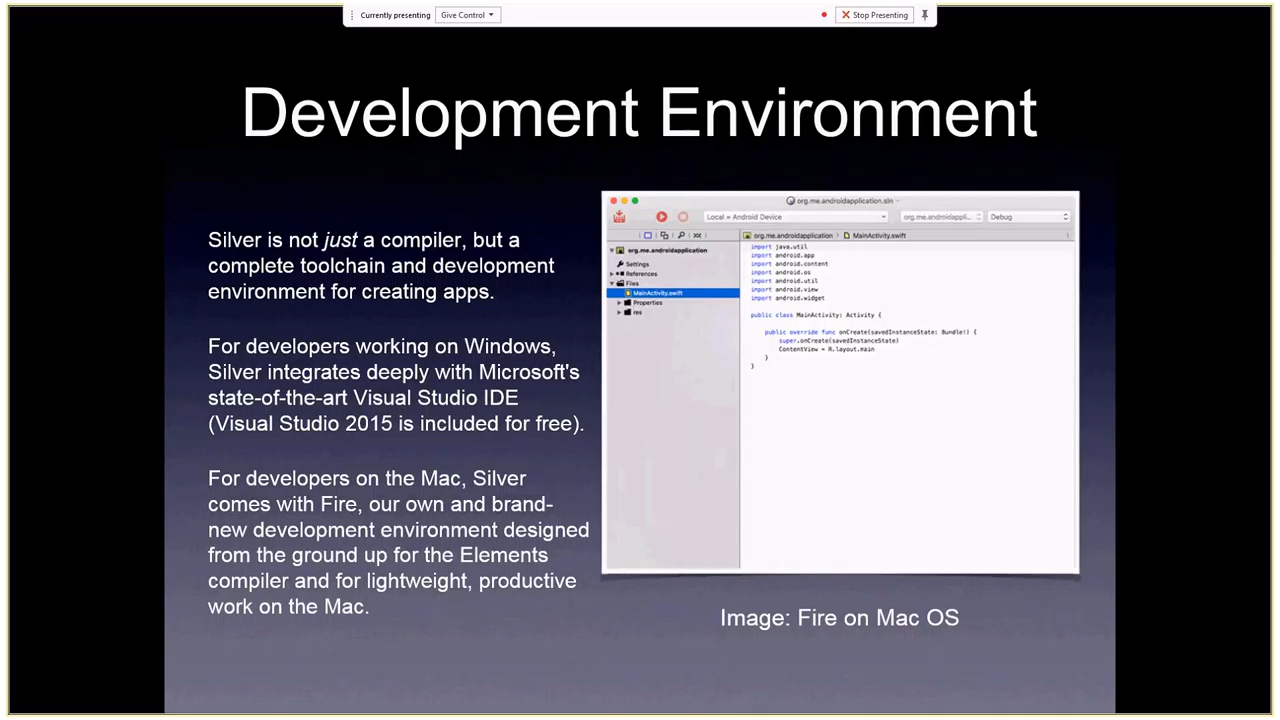 Currently presenting
Give Control
Stop Presenting
Development Environment
Silver is not just a compiler, but a
complete toolchain and development
environment for creating apps.
For developers working on Windows,
Silver integrates deeply with Microsoft's
state-of-the-art Visual Studio IDE
(Visual Studio 2015 is included for free).
For developers on the Mac, Silver
comes with Fire, our own and brand-
new development environment designed
from the ground up for the Elements
compiler and for lightweight, productive
work on the Mac.
org.me.androidapplication.sln
Local » Android Device
org.me.androidappli...
Debug
org.me.androidapplication
Settings
References
Files
MainActivity.swift
Properties
res
org.me.androidapplication
MainActivity.swift
import java.util
import android.app
import android.content
import android.os
import android.util
import android.view
import android.widget
public class MainActivity: Activity {
public override func onCreate(savedInstanceState: Bundle!) {
super.onCreate(savedInstanceState)
ContentView = R.layout.main
}
}
Image: Fire on Mac OS